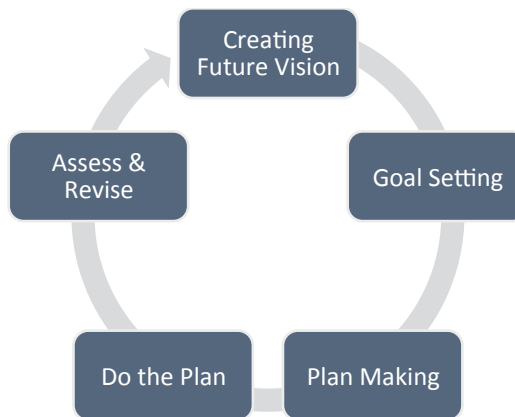 Creating
Future Vision
Goal Setting
Plan Making
Do the Plan
Assess &
Revise